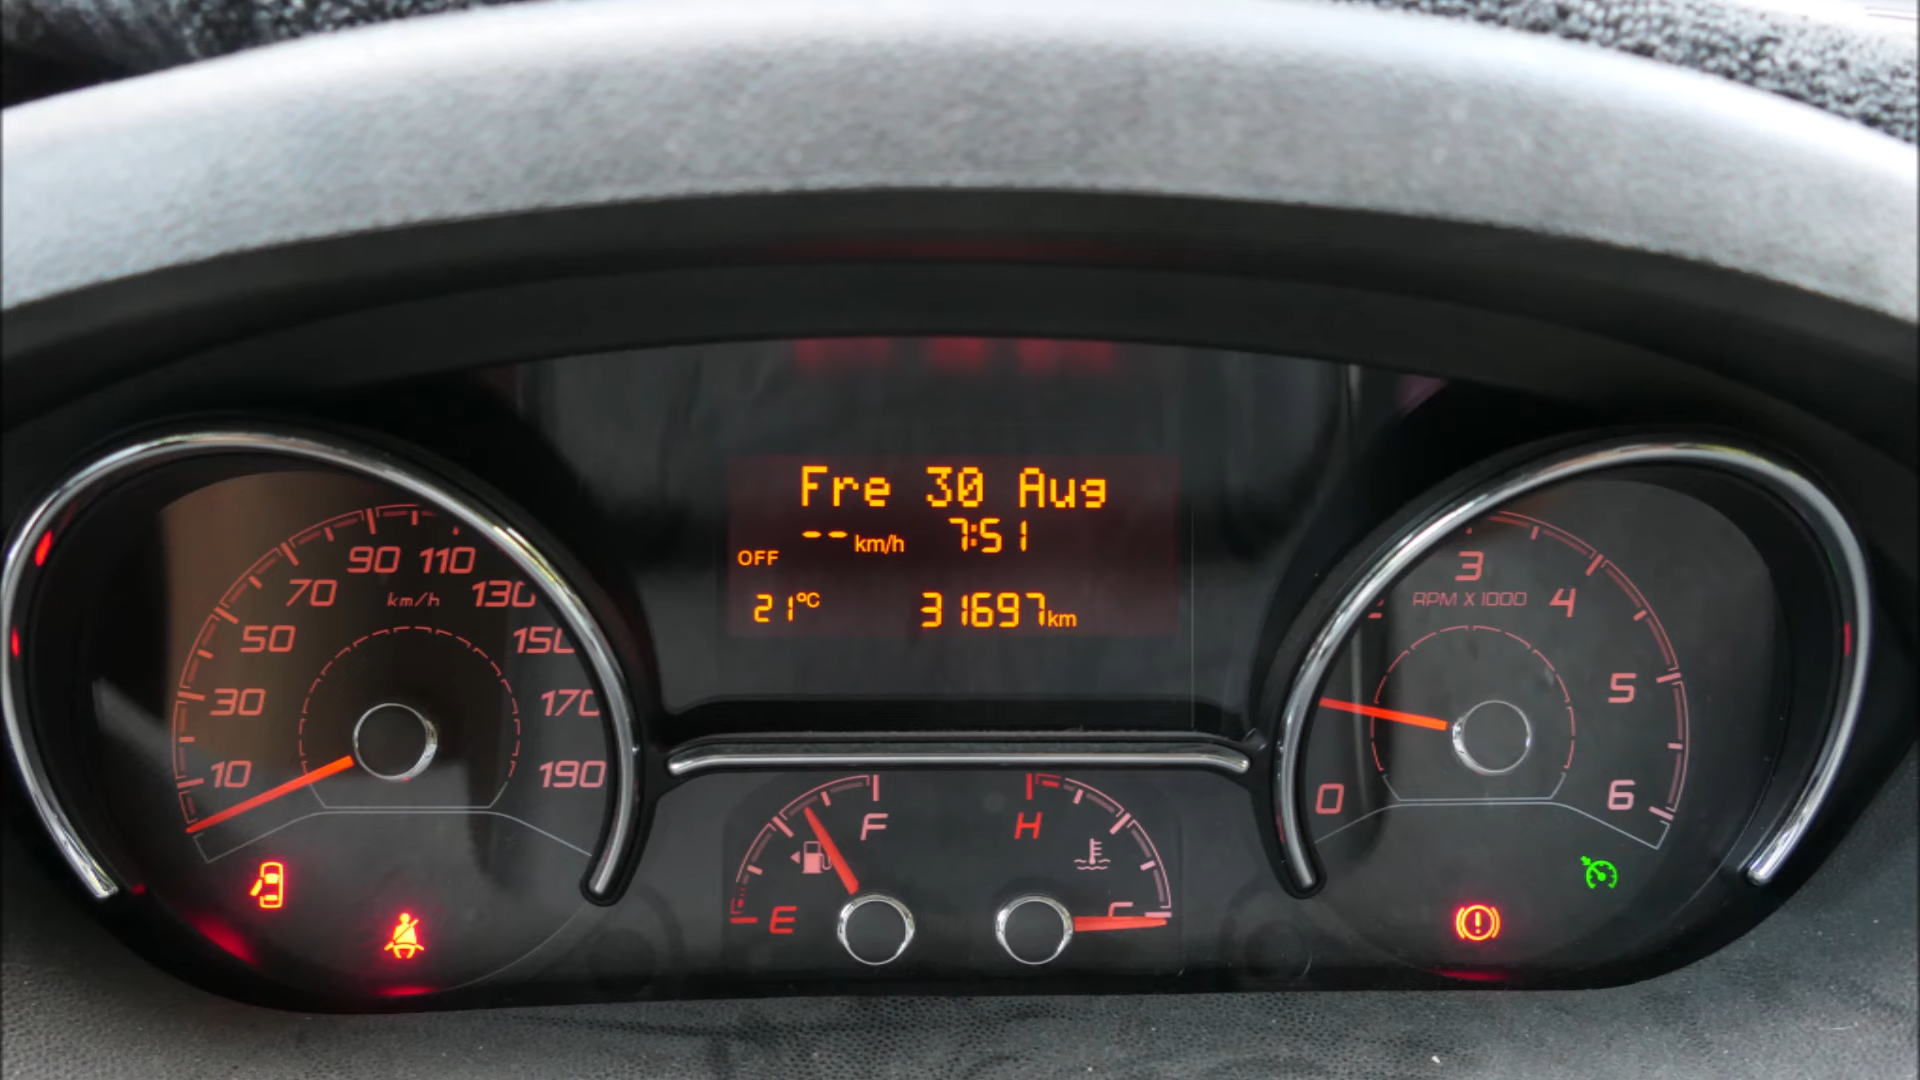 Fre 30 Aug
-- km/h 7:51
OFF
21°C 31697km
90 110
70 km/h 130
50 150
30 170
10 190
3
RPM X 1000 4
5
0 6
F H
E C